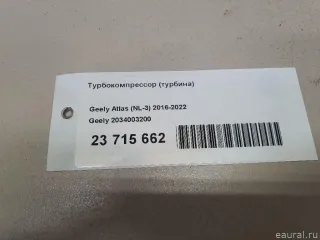 Турбокомпрессор (турбина)
Geely Atlas (NL-3) 2016-2022
Geely 2034003200
23 715 662
eaural.ru